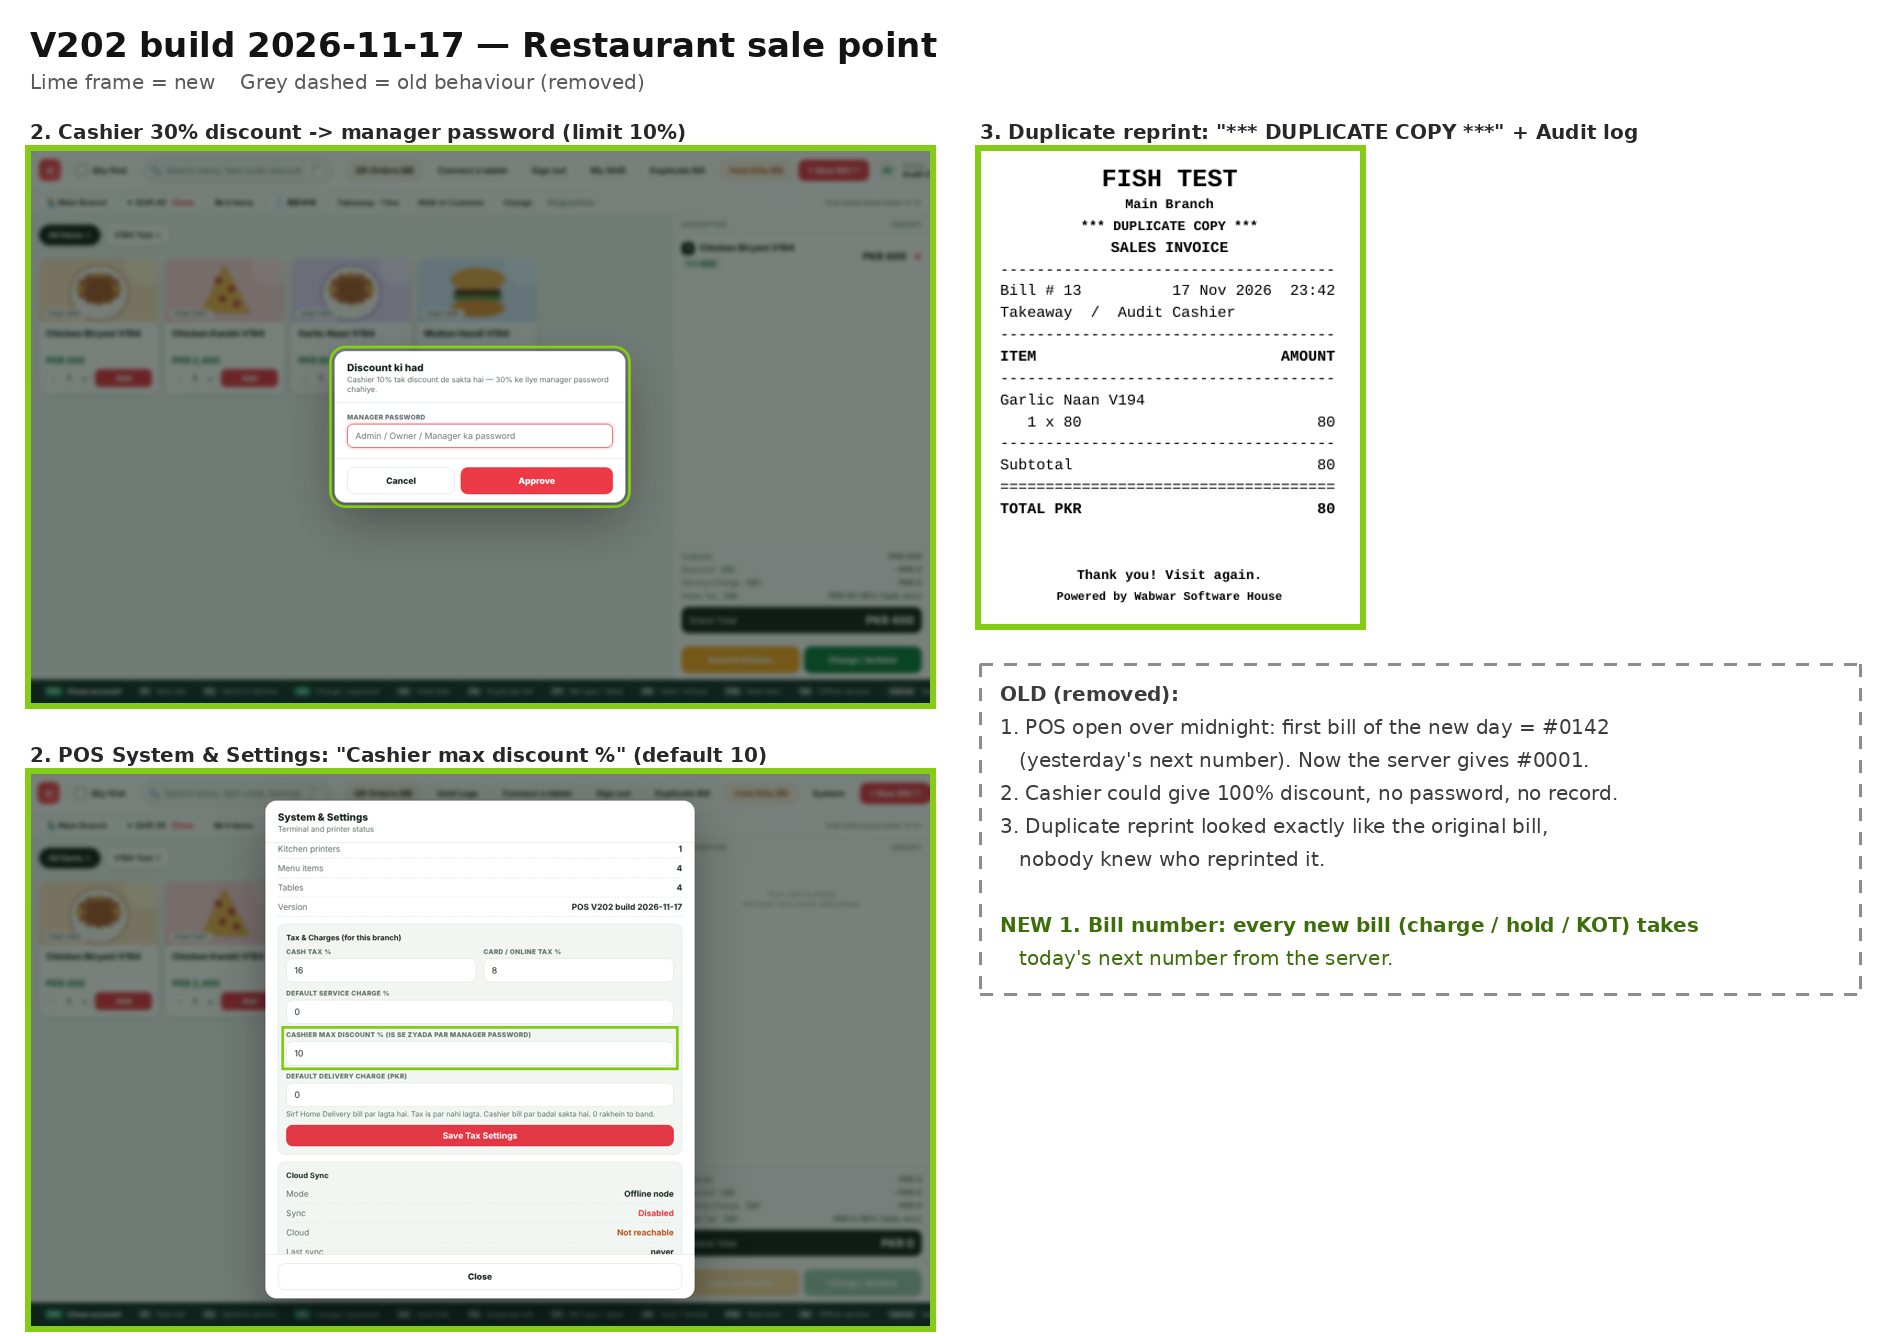 V202 build 2026-11-17 — Restaurant sale point
Lime frame = new    Grey dashed = old behaviour (removed)
2. Cashier 30% discount -> manager password (limit 10%)
Discount ki had
Cashier 10% tak discount de sakta hai — 30% ke liye manager password
chahiye.
MANAGER PASSWORD
Admin / Owner / Manager ka password
Cancel
Approve
2. POS System & Settings: "Cashier max discount %" (default 10)
System & Settings
Terminal and printer status
Kitchen printers 1
Menu items 4
Tables 4
Version POS V202 build 2026-11-17
Tax & Charges (for this branch)
CASH TAX % CARD / ONLINE TAX %
16 8
DEFAULT SERVICE CHARGE %
0
CASHIER MAX DISCOUNT % (IS SE ZYADA PAR MANAGER PASSWORD)
10
DEFAULT DELIVERY CHARGE (PKR)
0
Sirf Home Delivery bill par lagta hai. Tax is par nahi lagta. Cashier bill par badal sakta hai. 0 rakhein to band.
Save Tax Settings
Cloud Sync
Mode Offline node
Sync Disabled
Cloud Not reachable
Last sync never
Close
3. Duplicate reprint: "*** DUPLICATE COPY ***" + Audit log
FISH TEST
Main Branch
*** DUPLICATE COPY ***
SALES INVOICE
-------------------------------------
Bill # 13 17 Nov 2026 23:42
Takeaway / Audit Cashier
-------------------------------------
ITEM AMOUNT
-------------------------------------
Garlic Naan V194
1 x 80 80
-------------------------------------
Subtotal 80
=====================================
TOTAL PKR 80
Thank you! Visit again.
Powered by Wabwar Software House
OLD (removed):
1. POS open over midnight: first bill of the new day = #0142
(yesterday's next number). Now the server gives #0001.
2. Cashier could give 100% discount, no password, no record.
3. Duplicate reprint looked exactly like the original bill,
nobody knew who reprinted it.
NEW 1. Bill number: every new bill (charge / hold / KOT) takes
today's next number from the server.